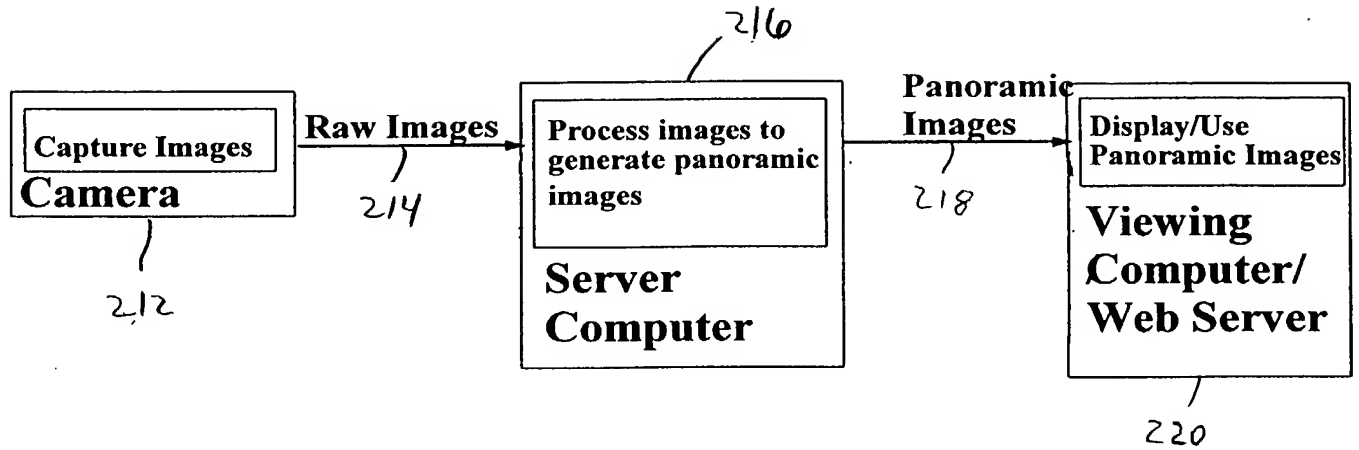 216
Capture Images
Camera
212
Raw Images
214
Process images to
generate panoramic
images
Server
Computer
Panoramic
Images
218
Display/Use
Panoramic Images
Viewing
Computer/
Web Server
220